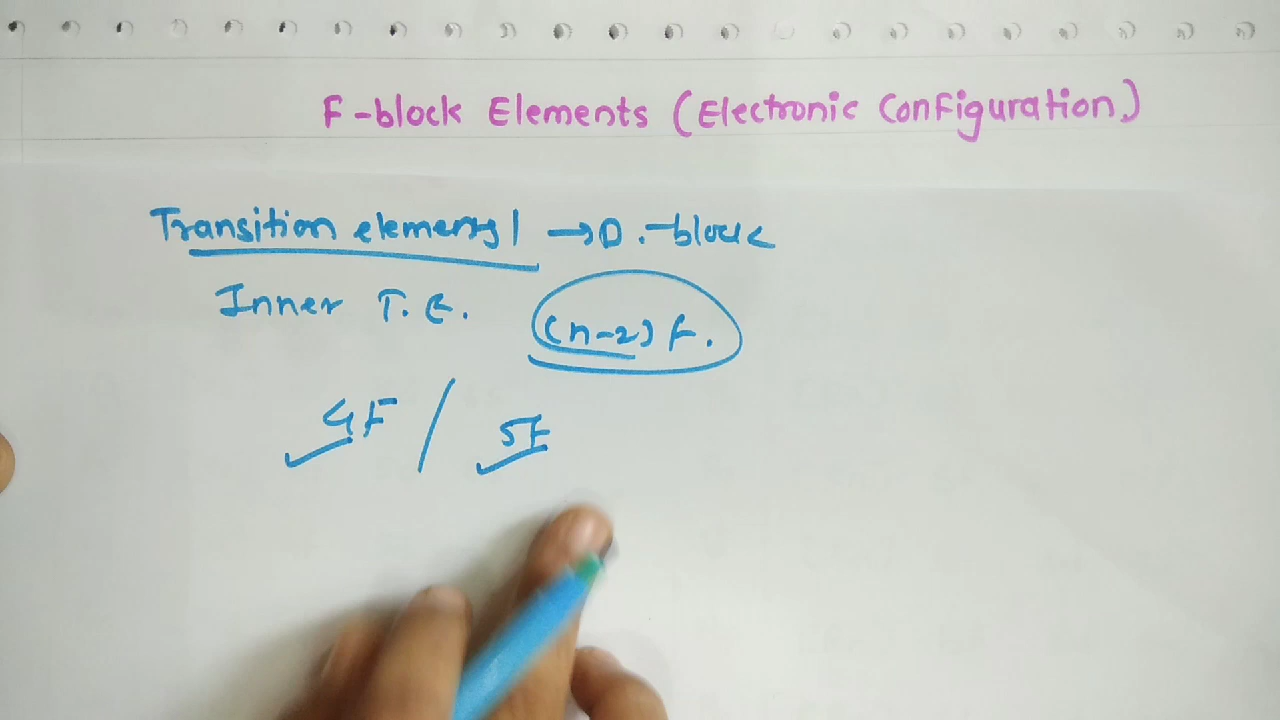 F-block Elements (Electronic Configuration)
Transition elements → D.-block
Inner T.E. (n-2) F.
4F / 5F